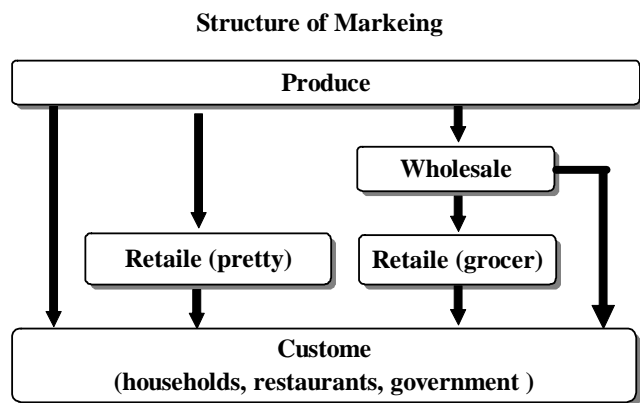 Structure of Markeing
Produce
Wholesale
Retaile (pretty)
Retaile (grocer)
Custome
(households, restaurants, government )